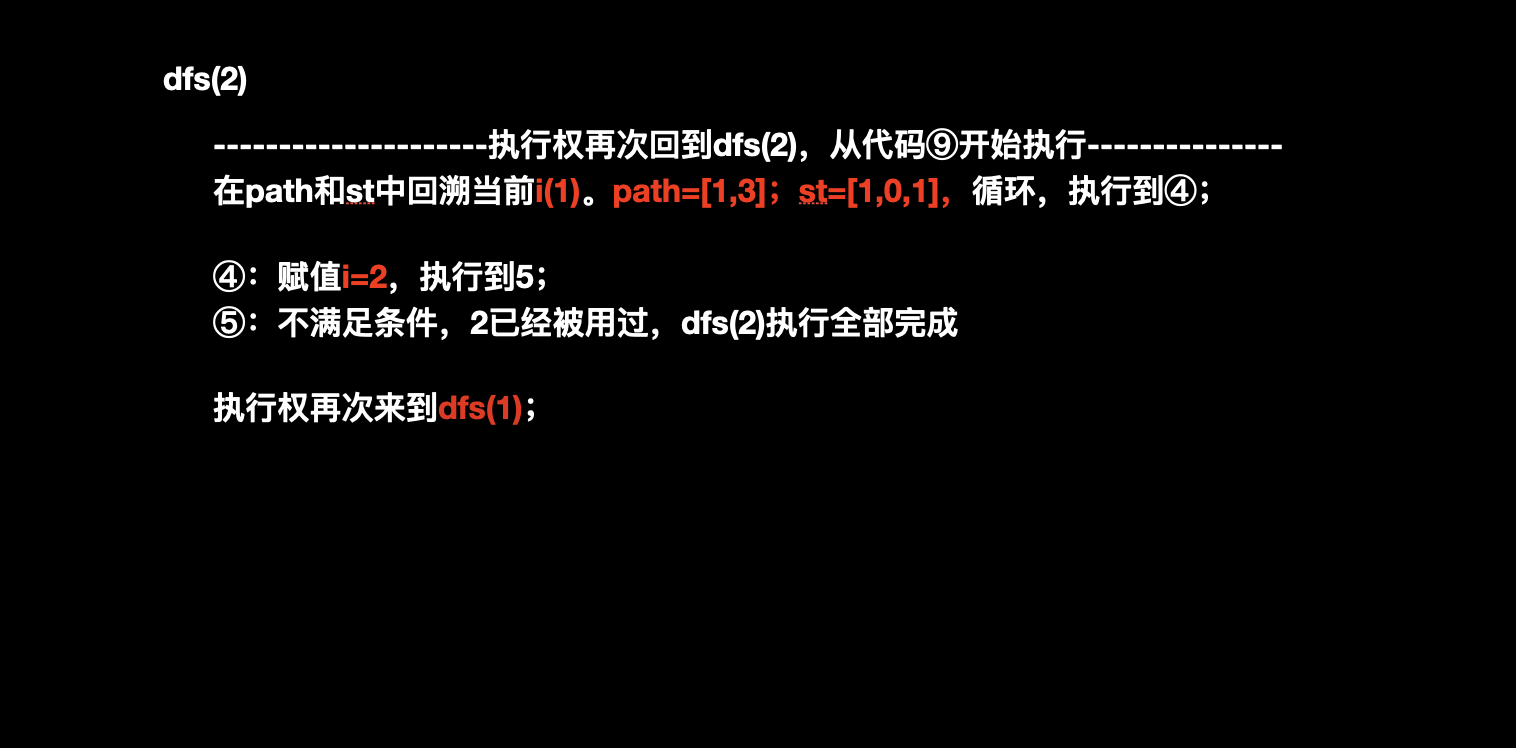 dfs(2)
---------------------执行权再次回到dfs(2)，从代码⑨开始执行---------------
在path和st中回溯当前i(1)。path=[1,3]；st=[1,0,1]，循环，执行到④；
④：赋值i=2，执行到5；
⑤：不满足条件，2已经被用过，dfs(2)执行全部完成
执行权再次来到dfs(1)；